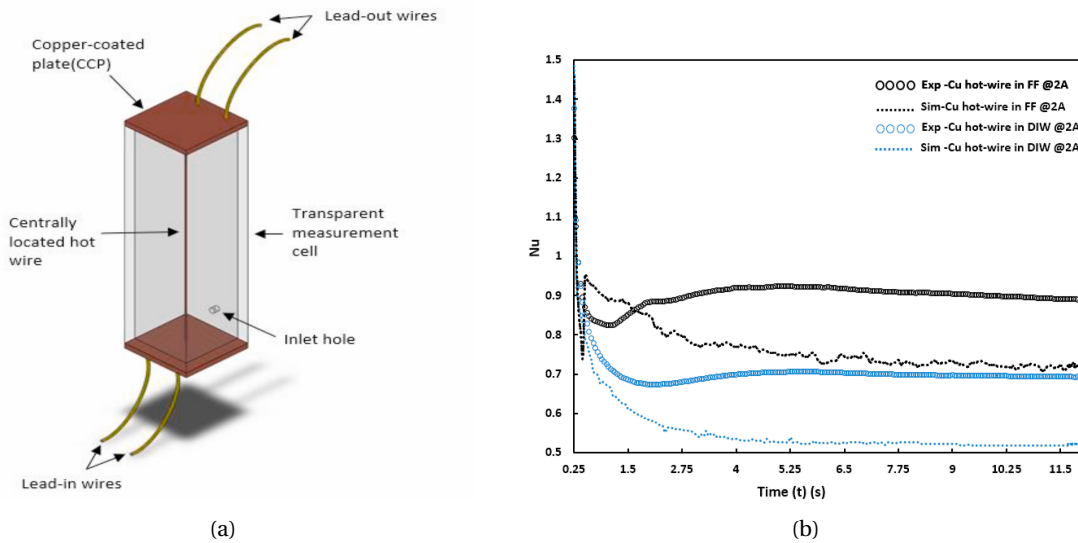 Lead-out wires
Copper-coated
plate(CCP)
Centrally
located hot
wire
Transparent
measurement
cell
Inlet hole
Lead-in wires
(a)
1.5
1.4
1.3
1.2
1.1
1
0.9
0.8
0.7
0.6
0.5
Nu
Exp -Cu hot-wire in FF @2A
Sim-Cu hot-wire in FF @2A
Exp -Cu hot-wire in DIW @2A
Sim -Cu hot-wire in DIW @2A
0.25 1.5 2.75 4 5.25 6.5 7.75 9 10.25 11.5
Time (t) (s)
(b)